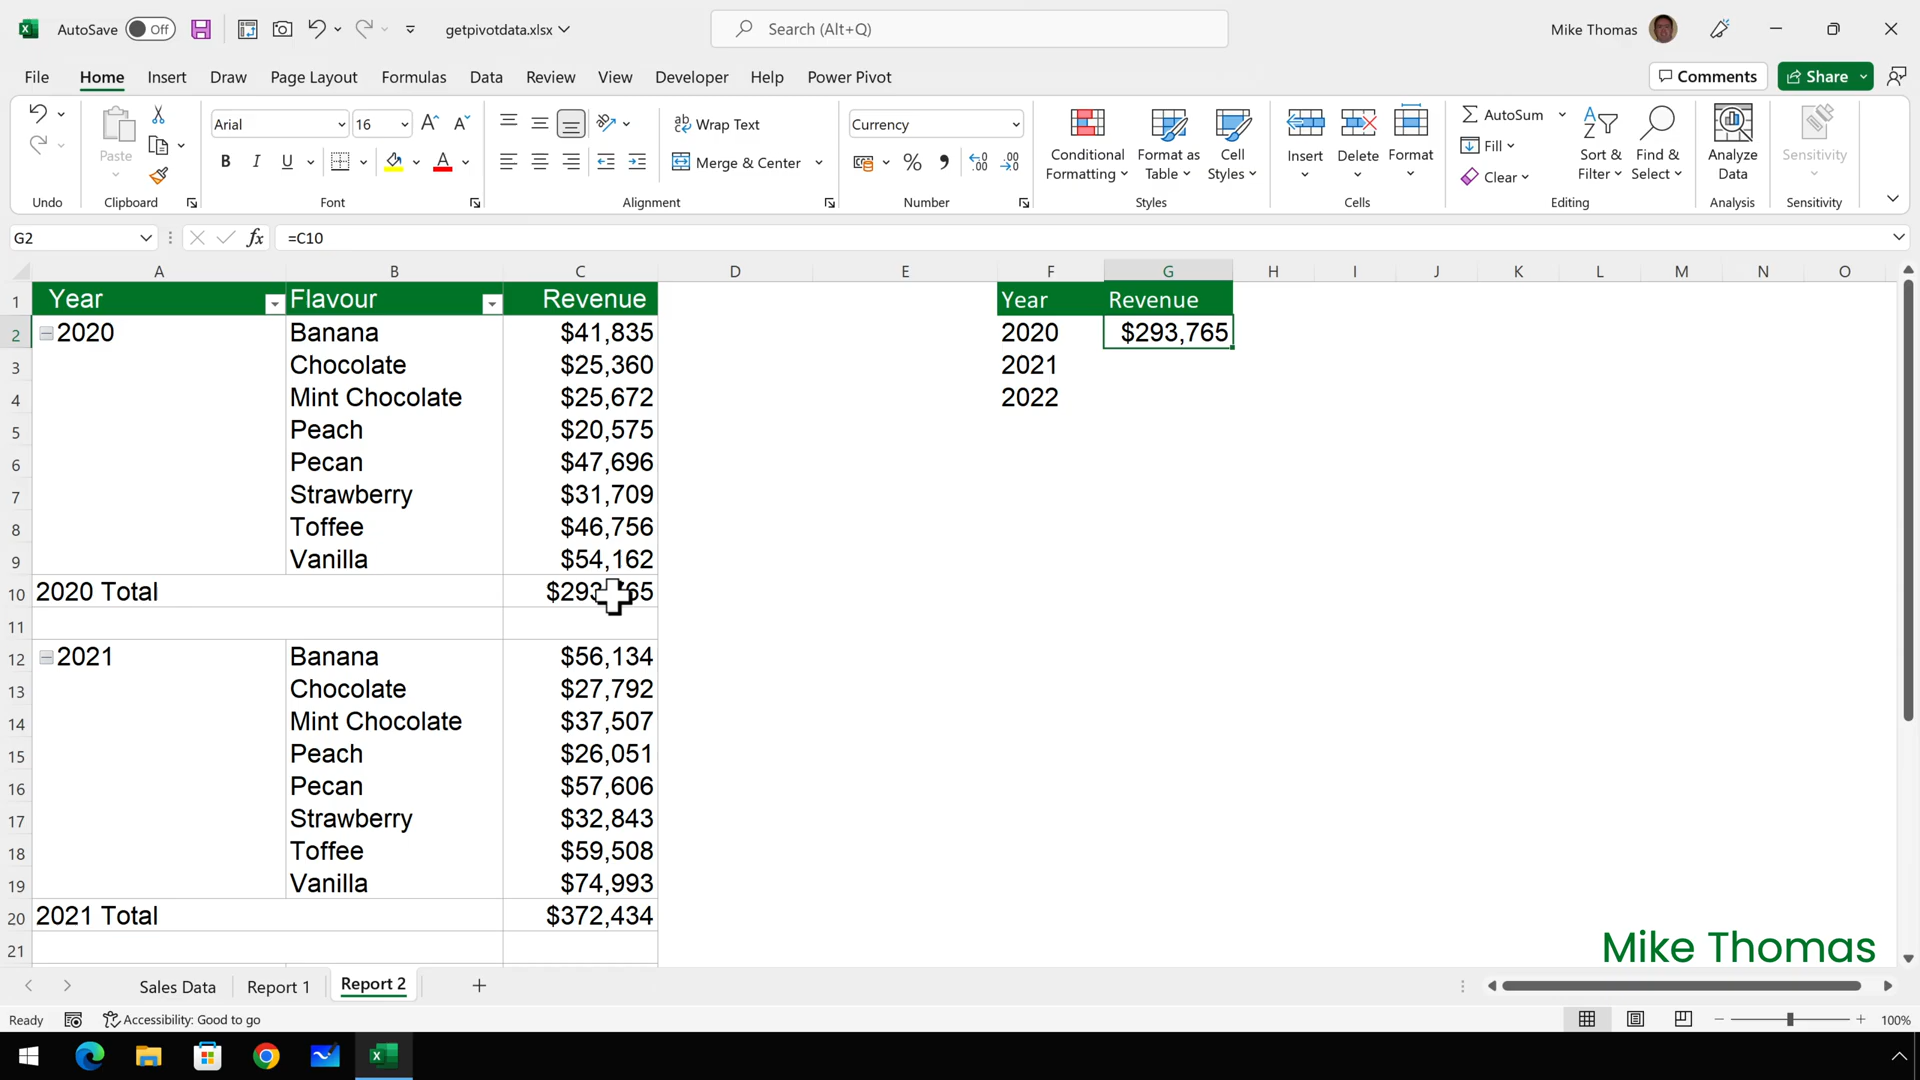 AutoSave Off getpivotdata.xlsx Search (Alt+Q) Mike Thomas
File Home Insert Draw Page Layout Formulas Data Review View Developer Help Power Pivot Comments Share
Arial 16 Wrap Text Currency AutoSum
Paste B I U Merge & Center % Conditional Formatting Format as Table Cell Styles Insert Delete Format Fill Clear Sort & Filter Find & Select Analyze Data Sensitivity
Undo Clipboard Font Alignment Number Styles Cells Editing Analysis Sensitivity
G2 fx =C10
A B C D E F G H I J K L M N O
1 Year Flavour Revenue Year Revenue
2 2020 Banana $41,835 2020 $293,765
3 Chocolate $25,360 2021
4 Mint Chocolate $25,672 2022
5 Peach $20,575
6 Pecan $47,696
7 Strawberry $31,709
8 Toffee $46,756
9 Vanilla $54,162
10 2020 Total
11
12 2021 Banana $56,134
13 Chocolate $27,792
14 Mint Chocolate $37,507
15 Peach $26,051
16 Pecan $57,606
17 Strawberry $32,843
18 Toffee $59,508
19 Vanilla $74,993
20 2021 Total $372,434
21
Mike Thomas
Sales Data Report 1 Report 2
Ready Accessibility: Good to go 100%